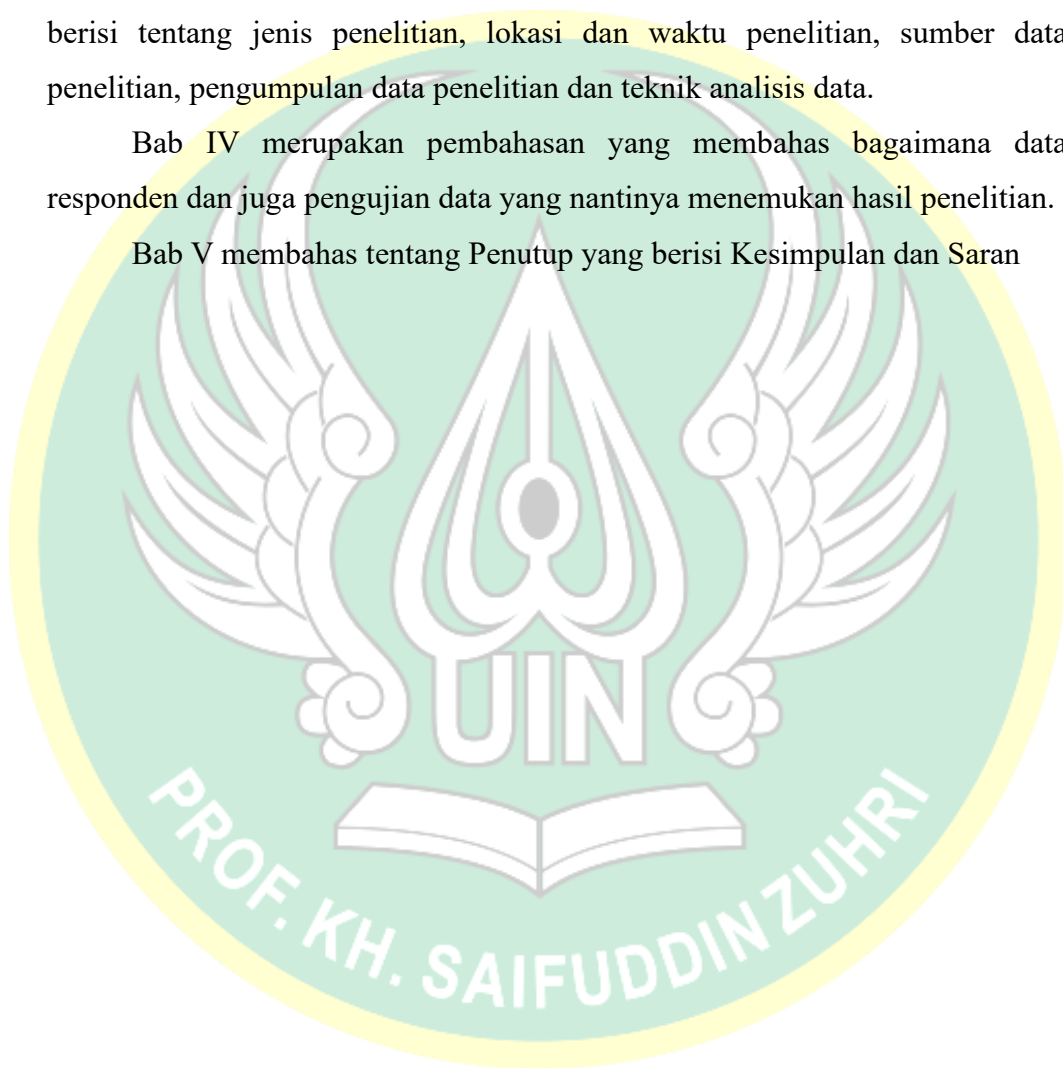 berisi tentang jenis penelitian, lokasi dan waktu penelitian, sumber data
penelitian, pengumpulan data penelitian dan teknik analisis data.
Bab IV merupakan pembahasan yang membahas bagaimana data
responden dan juga pengujian data yang nantinya menemukan hasil penelitian.
Bab V membahas tentang Penutup yang berisi Kesimpulan dan Saran
UIN
PROF. KH. SAIFUDDIN ZUHRI